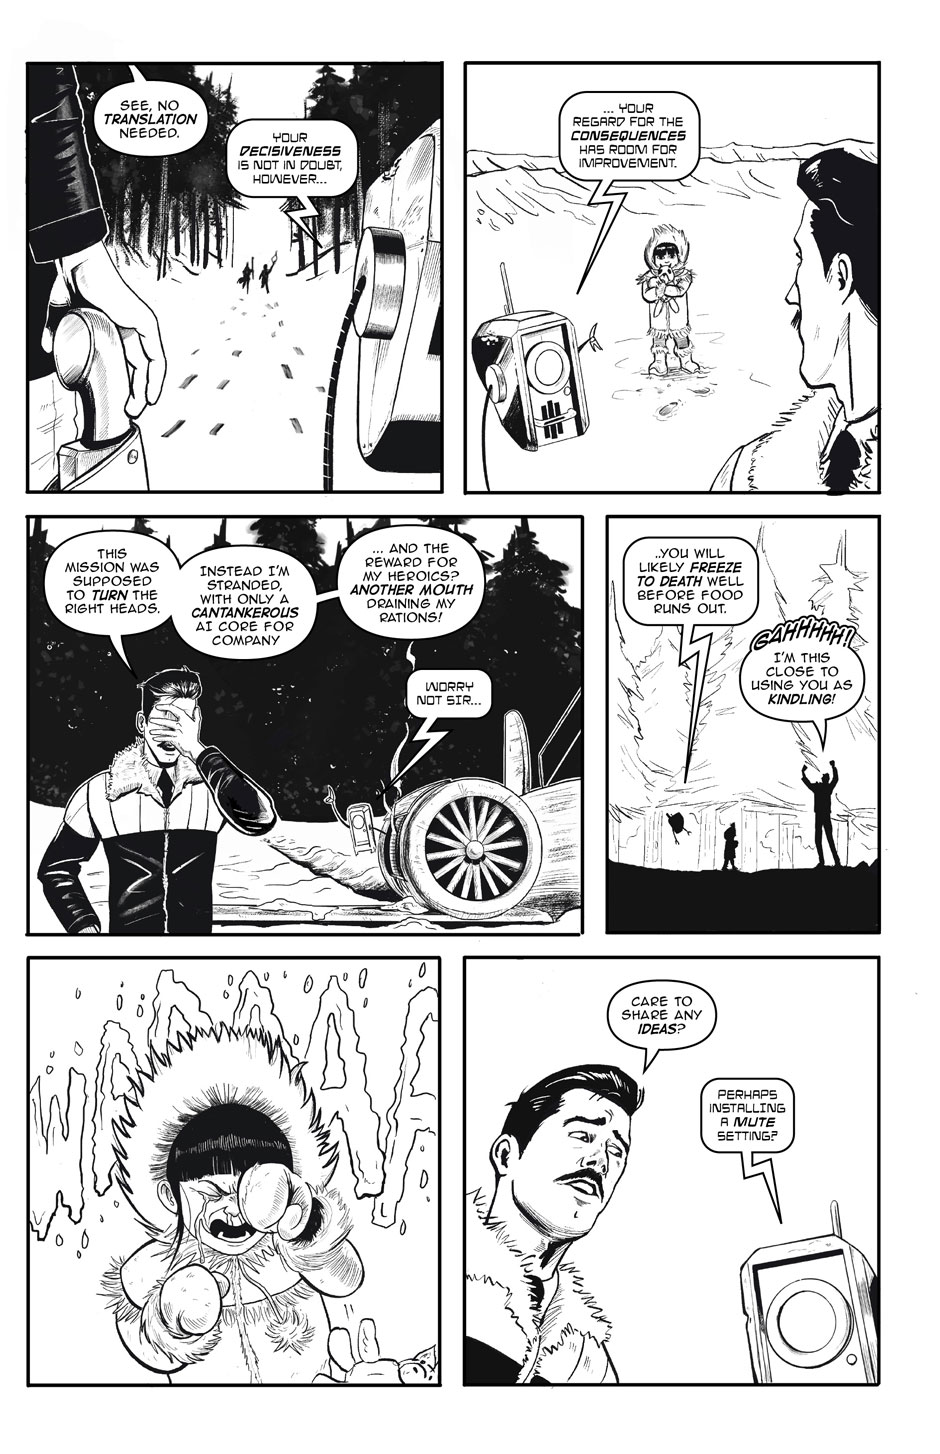 SEE, NO
TRANSLATION
NEEDED.
YOUR
DECISIVENESS
IS NOT IN DOUBT,
HOWEVER...
... YOUR
REGARD FOR THE
CONSEQUENCES
HAS ROOM FOR
IMPROVEMENT.
THIS
MISSION WAS
SUPPOSED
TO TURN THE
RIGHT HEADS.
INSTEAD I'M
STRANDED,
WITH ONLY A
CANTANKEROUS
AI CORE FOR
COMPANY
... AND THE
REWARD FOR
MY HEROICS?
ANOTHER MOUTH
DRAINING MY
RATIONS!
WORRY
NOT SIR...
..YOU WILL
LIKELY FREEZE
TO DEATH WELL
BEFORE FOOD
RUNS OUT.
GAHHHHH!
I'M THIS
CLOSE TO
USING YOU AS
KINDLING!
WAAAH
CARE TO
SHARE ANY
IDEAS?
PERHAPS
INSTALLING
A MUTE
SETTING?